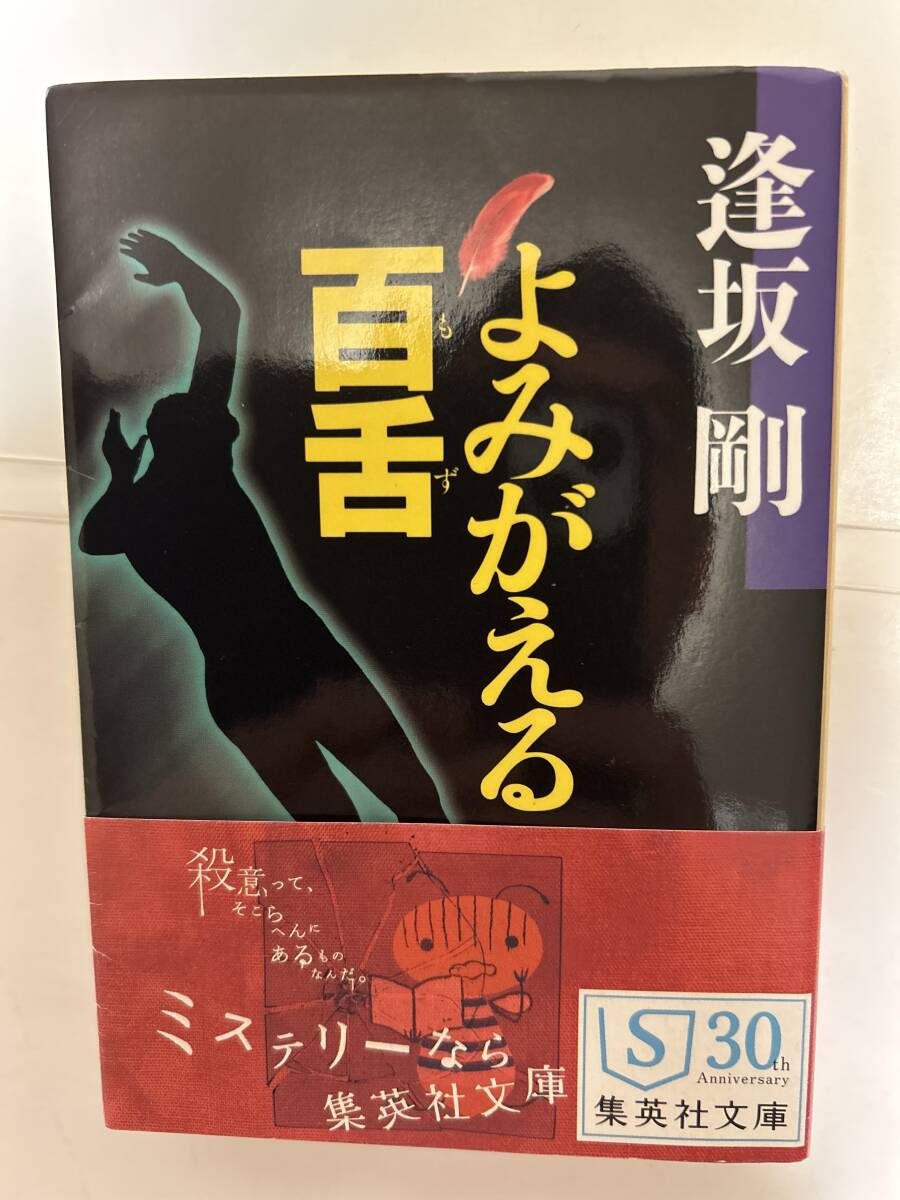 逢坂 剛
よみがえる
百舌
もず
殺意って、
そこら
へんに
あるもの
なんだ。
ミステリーなら
集英社文庫
S
30th
Anniversary
集英社文庫